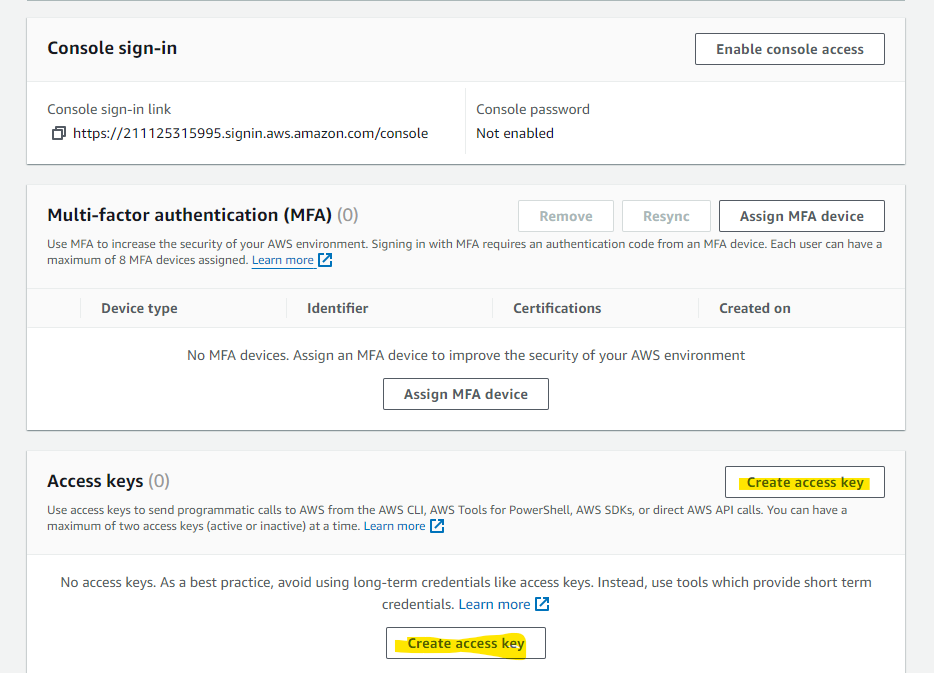 Console sign-in
Enable console access
Console sign-in link
https://211125315995.signin.aws.amazon.com/console
Console password
Not enabled
Multi-factor authentication (MFA) (0)
Remove
Resync
Assign MFA device
Use MFA to increase the security of your AWS environment. Signing in with MFA requires an authentication code from an MFA device. Each user can have a
maximum of 8 MFA devices assigned. Learn more
Device type
Identifier
Certifications
Created on
No MFA devices. Assign an MFA device to improve the security of your AWS environment
Assign MFA device
Access keys (0)
Create access key
Use access keys to send programmatic calls to AWS from the AWS CLI, AWS Tools for PowerShell, AWS SDKs, or direct AWS API calls. You can have a
maximum of two access keys (active or inactive) at a time. Learn more
No access keys. As a best practice, avoid using long-term credentials like access keys. Instead, use tools which provide short term
credentials. Learn more
Create access key